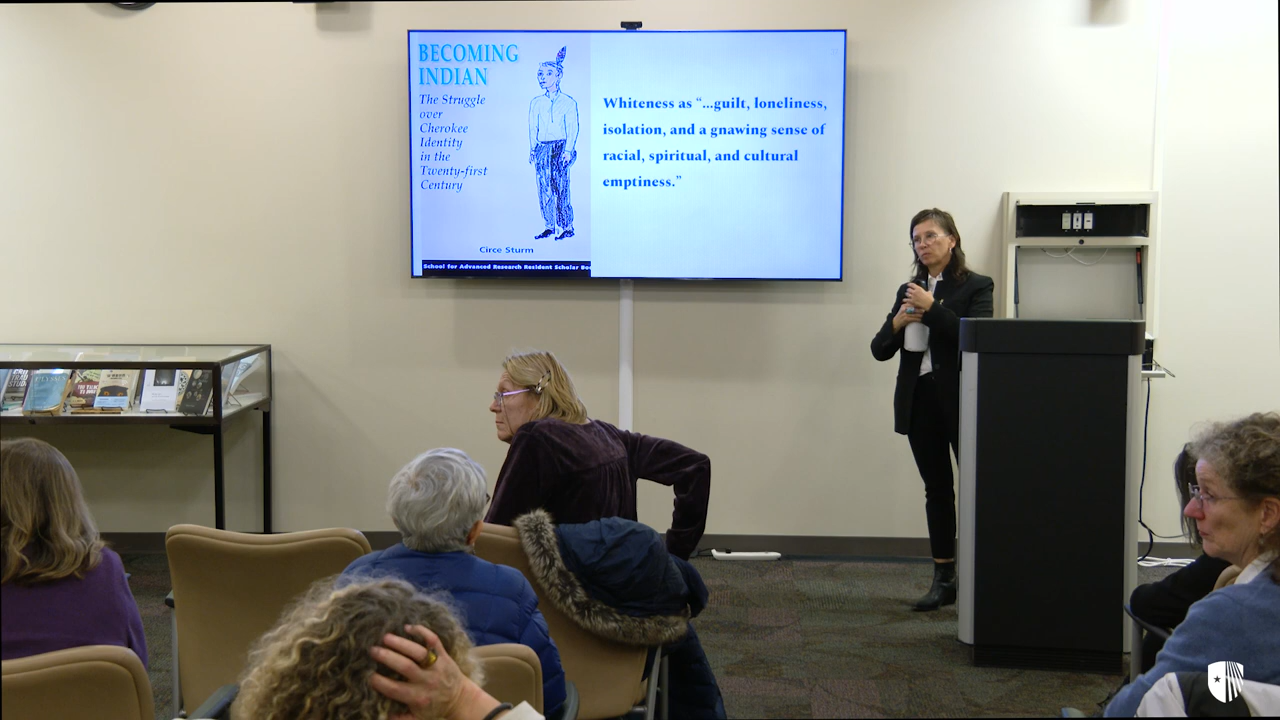 BECOMING
INDIAN
The Struggle
over
Cherokee
Identity
in the
Twenty-first
Century
Circe Sturm
School for Advanced Research Resident Scholar Boo
Whiteness as “...guilt, loneliness,
isolation, and a gnawing sense of
racial, spiritual, and cultural
emptiness.”